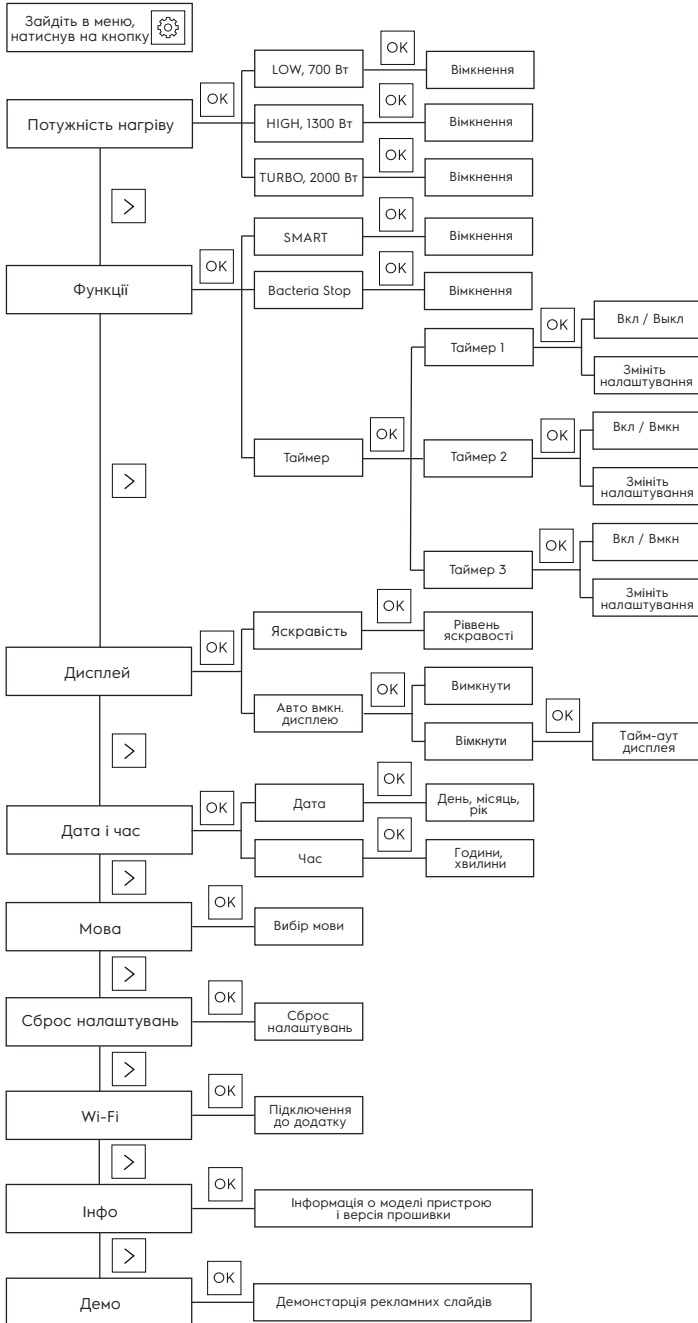 Зайдіть в меню,
натиснув на кнопку
OK
LOW, 700 Вт
OK
Вімкнення
Потужність нагріву
HIGH, 1300 Вт
OK
Вімкнення
TURBO, 2000 Вт
OK
Вімкнення
>
Функції
OK
SMART
OK
Вімкнення
Bacteria Stop
OK
Вімкнення
Таймер
OK
Таймер 1
OK
Вкл / Выкл
Змініть
налаштування
Таймер 2
OK
Вкл / Вмкн
Змініть
налаштування
Таймер 3
OK
Вкл / Вмкн
Змініть
налаштування
>
Дисплей
OK
Яскравість
OK
Ріввень
яскравості
Авто вмкн.
дисплею
OK
Вимкнути
Вімкнути
OK
Тайм-аут
дисплея
>
Дата і час
OK
Дата
OK
День, місяць,
рік
Час
OK
Години,
хвилини
>
Мова
OK
Вибір мови
>
Сброс налаштувань
OK
Сброс
налаштувань
>
Wi-Fi
OK
Підключення
до додатку
>
Інфо
OK
Інформація о моделі пристрою
і версія прошивки
>
Демо
OK
Демонстарція рекламних слайдів